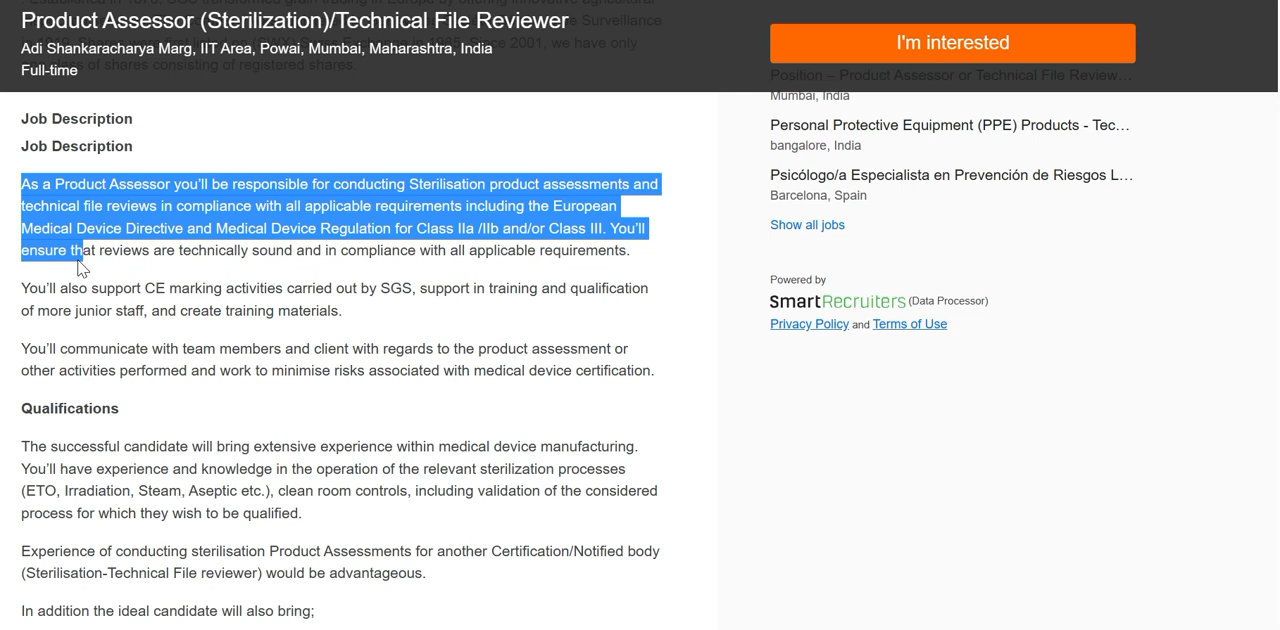 Product Assessor (Sterilization)/Technical File Reviewer
Adi Shankaracharya Marg, IIT Area, Powai, Mumbai, Maharashtra, India
Full-time
I'm interested
Position – Product Assessor or Technical File Review...
Mumbai, India
Personal Protective Equipment (PPE) Products - Tec...
bangalore, India
Psicólogo/a Especialista en Prevención de Riesgos L...
Barcelona, Spain
Show all jobs
Powered by
SmartRecruiters (Data Processor)
Privacy Policy and Terms of Use
class of shares consisting of registered shares.
Job Description
Job Description
As a Product Assessor you’ll be responsible for conducting Sterilisation product assessments and
technical file reviews in compliance with all applicable requirements including the European
Medical Device Directive and Medical Device Regulation for Class IIa /IIb and/or Class III. You’ll
ensure that reviews are technically sound and in compliance with all applicable requirements.
You’ll also support CE marking activities carried out by SGS, support in training and qualification
of more junior staff, and create training materials.
You’ll communicate with team members and client with regards to the product assessment or
other activities performed and work to minimise risks associated with medical device certification.
Qualifications
The successful candidate will bring extensive experience within medical device manufacturing.
You’ll have experience and knowledge in the operation of the relevant sterilization processes
(ETO, Irradiation, Steam, Aseptic etc.), clean room controls, including validation of the considered
process for which they wish to be qualified.
Experience of conducting sterilisation Product Assessments for another Certification/Notified body
(Sterilisation-Technical File reviewer) would be advantageous.
In addition the ideal candidate will also bring;